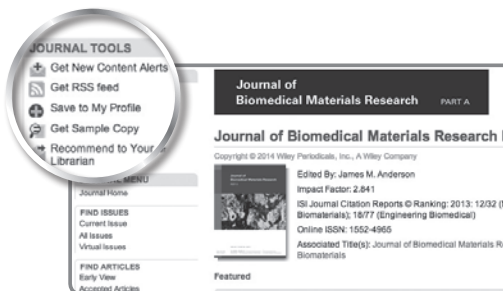 JOURNAL TOOLS
Get New Content Alerts
Get RSS feed
Save to My Profile
Get Sample Copy
Recommend to Your
Librarian
MENU
Journal Home
FIND ISSUES
Current Issue
All Issues
Virtual Issues
FIND ARTICLES
Early View
Accepted Articles
Journal of
Biomedical Materials Research PART A
Journal of Biomedical Materials Research
Copyright © 2014 Wiley Periodicals, Inc., A Wiley Company
Edited By: James M. Anderson
Impact Factor: 2.841
ISI Journal Citation Reports © Ranking: 2013: 12/32
Biomaterials); 18/77 (Engineering Biomedical)
Online ISSN: 1552-4965
Associated Title(s): Journal of Biomedical Materials
Biomaterials
Featured